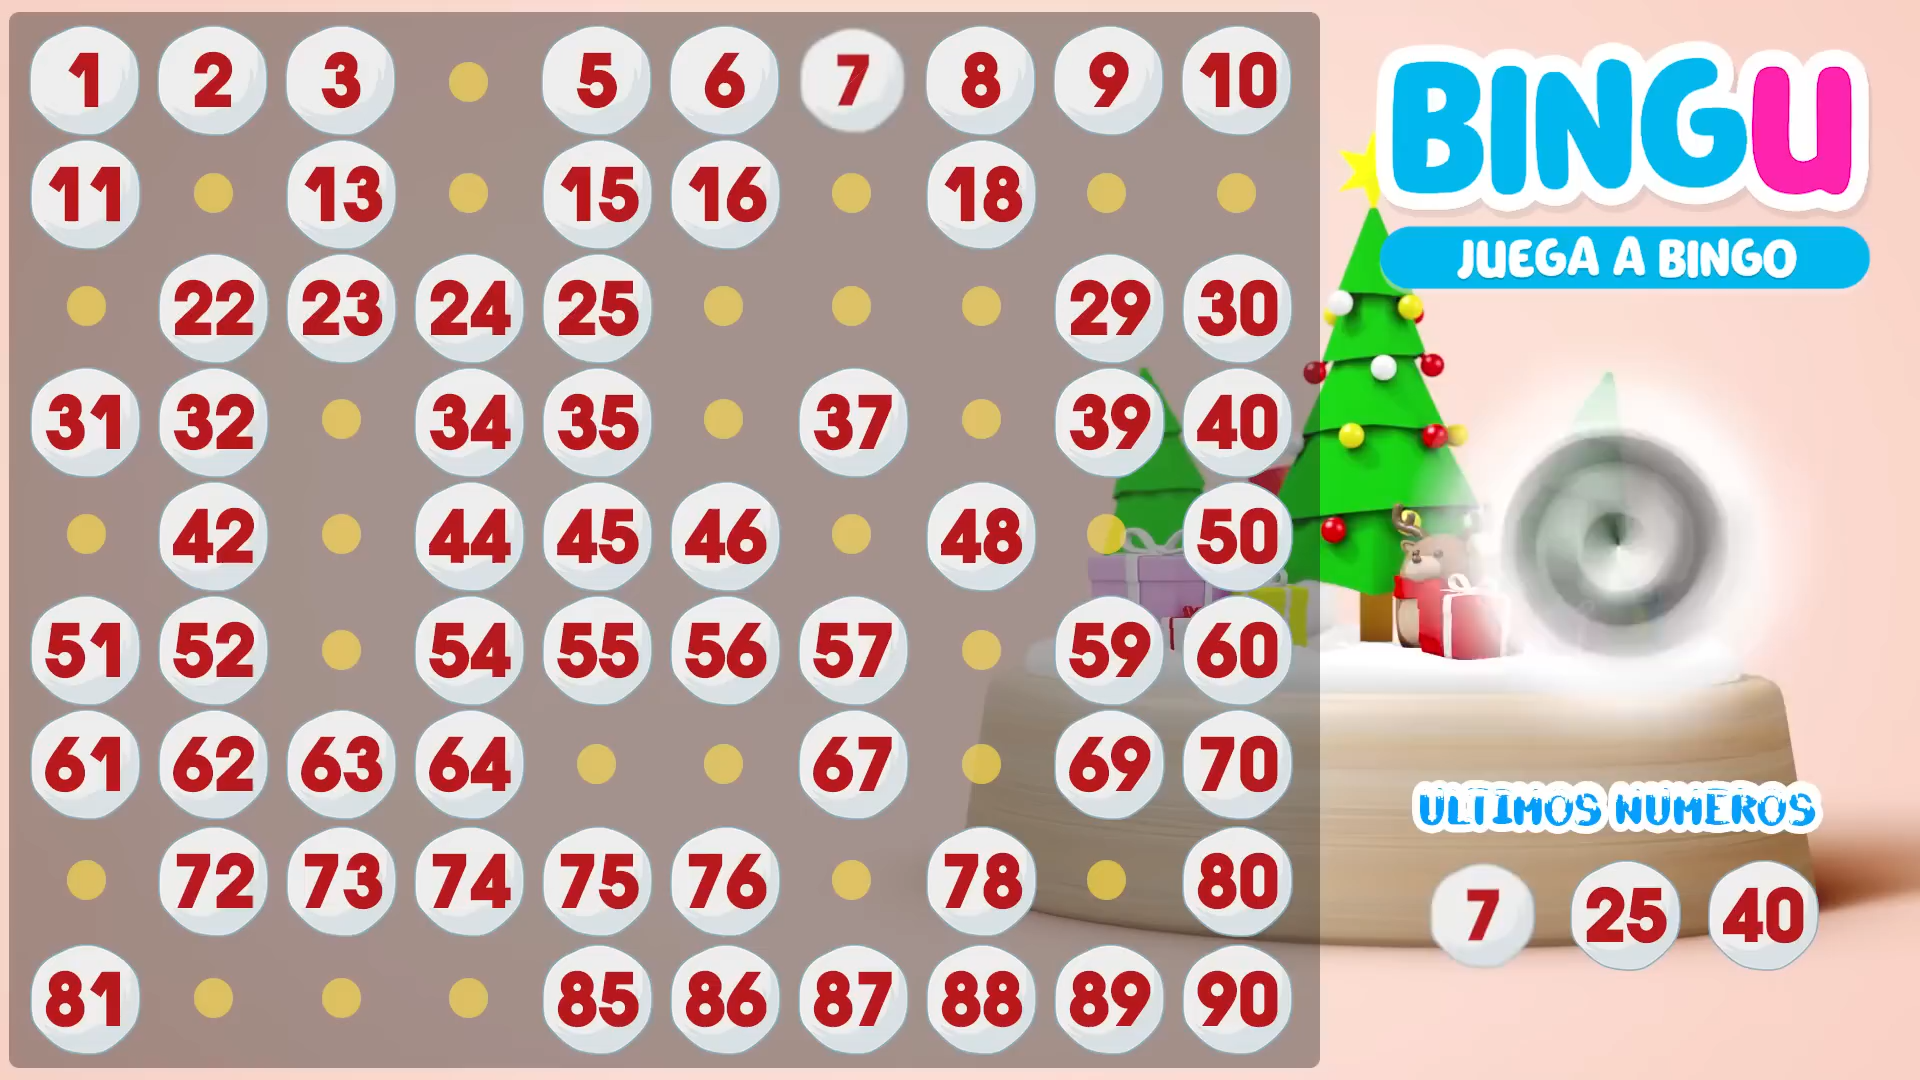 1 2 3 5 6 7 8 9 10
11 13 15 16 18
22 23 24 25 29 30
31 32 34 35 37 39 40
42 44 45 46 48 50
51 52 54 55 56 57 59 60
61 62 63 64 67 69 70
72 73 74 75 76 78 80
81 85 86 87 88 89 90
BINGU
JUEGA A BINGO
ULTIMOS NUMEROS
7 25 40